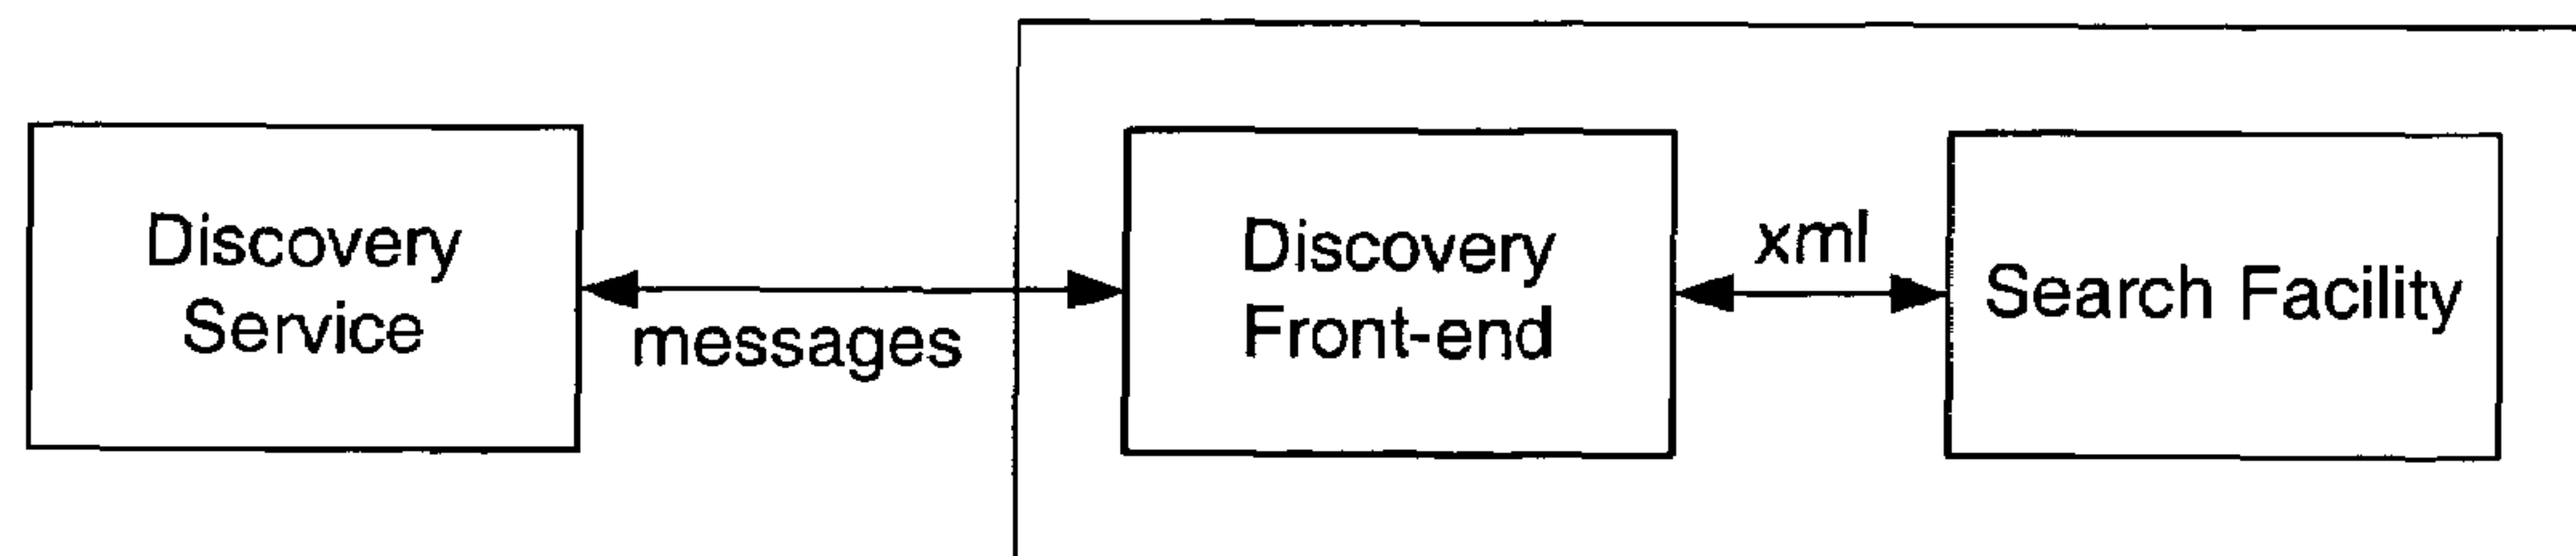 Discovery
Service
messages
Discovery
Front-end
xml
Search Facility